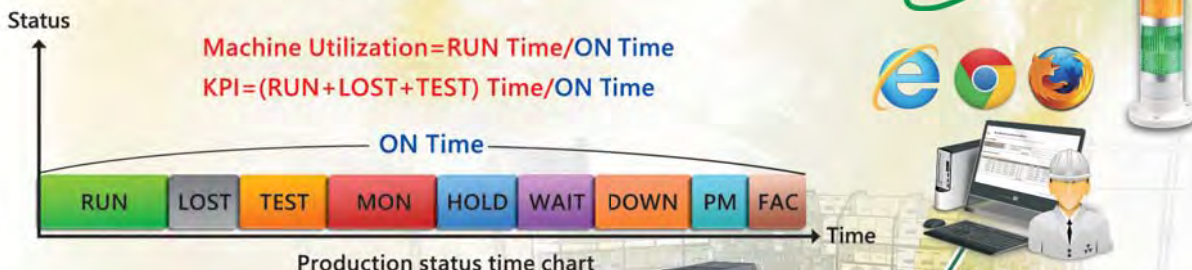 Status
Machine Utilization=RUN Time/ON Time
KPI=(RUN+LOST+TEST) Time/ON Time
ON Time
RUN LOST TEST MON HOLD WAIT DOWN PM FAC
Time
Production status time chart